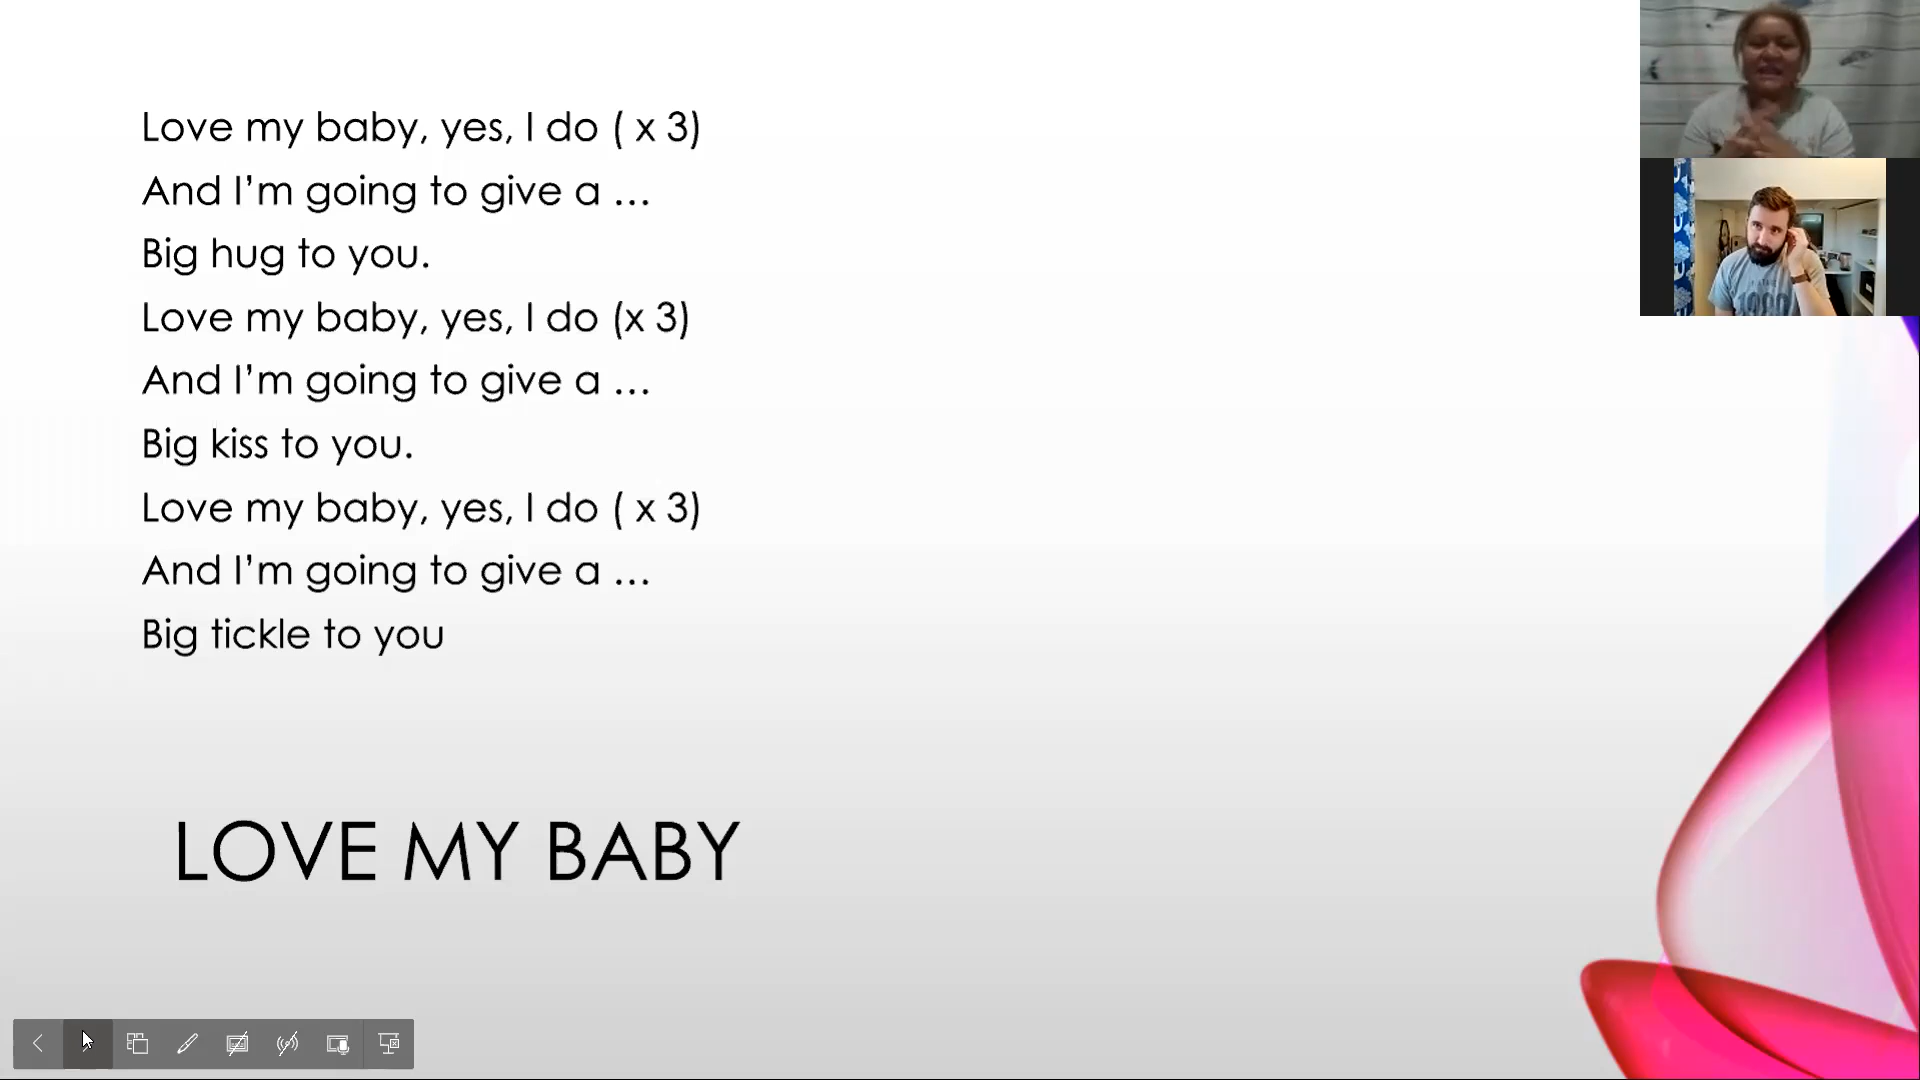 Love my baby, yes, I do ( x 3)
And I’m going to give a …
Big hug to you.
Love my baby, yes, I do (x 3)
And I’m going to give a …
Big kiss to you.
Love my baby, yes, I do ( x 3)
And I’m going to give a …
Big tickle to you
LOVE MY BABY